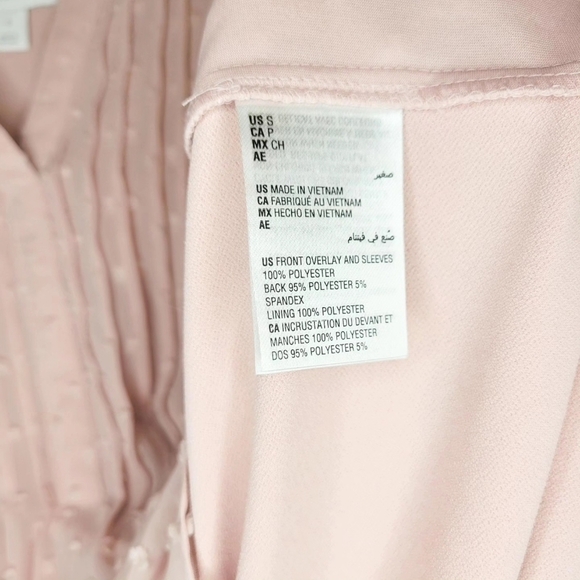 US S
CA P
MX CH
AE
صغير
US MADE IN VIETNAM
CA FABRIQUÉ AU VIETNAM
MX HECHO EN VIETNAM
AE
صنع في فيتنام
US FRONT OVERLAY AND SLEEVES
100% POLYESTER
BACK 95% POLYESTER 5%
SPANDEX
LINING 100% POLYESTER
CA INCRUSTATION DU DEVANT ET
MANCHES 100% POLYESTER
DOS 95% POLYESTER 5%